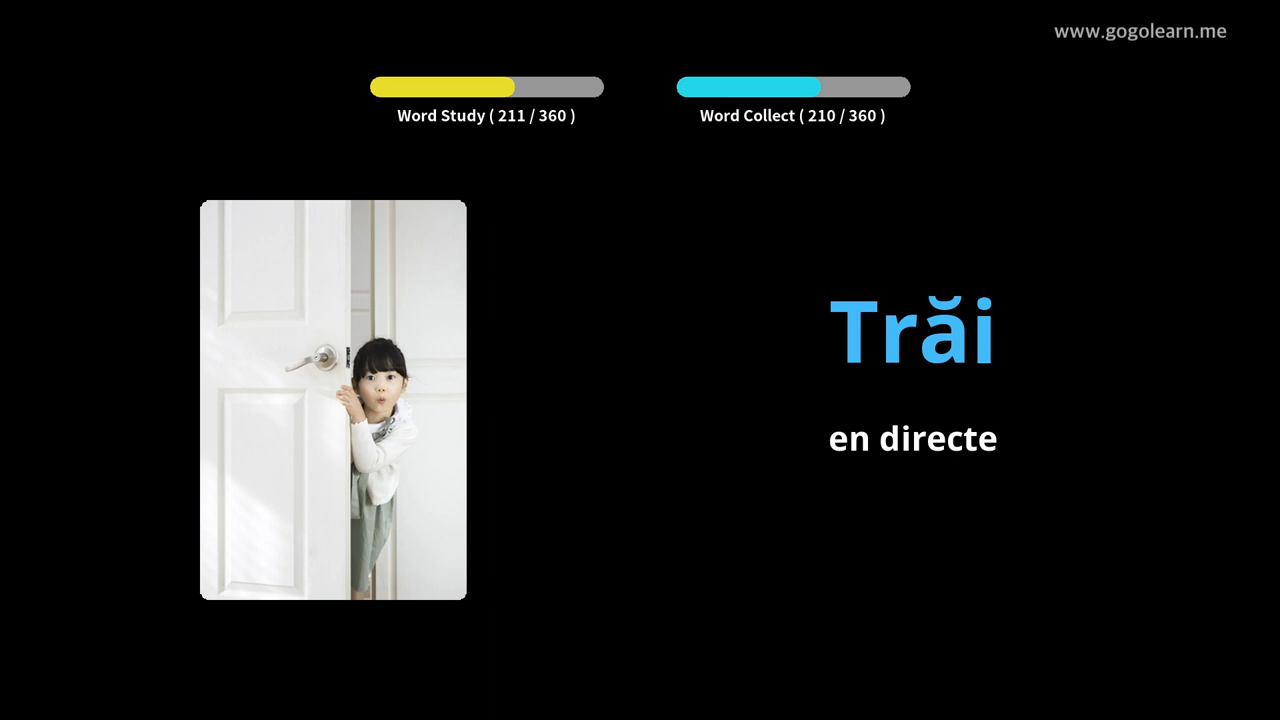 www.gogolearn.me
Word Study ( 211 / 360 )
Word Collect ( 210 / 360 )
Trăi
en directe